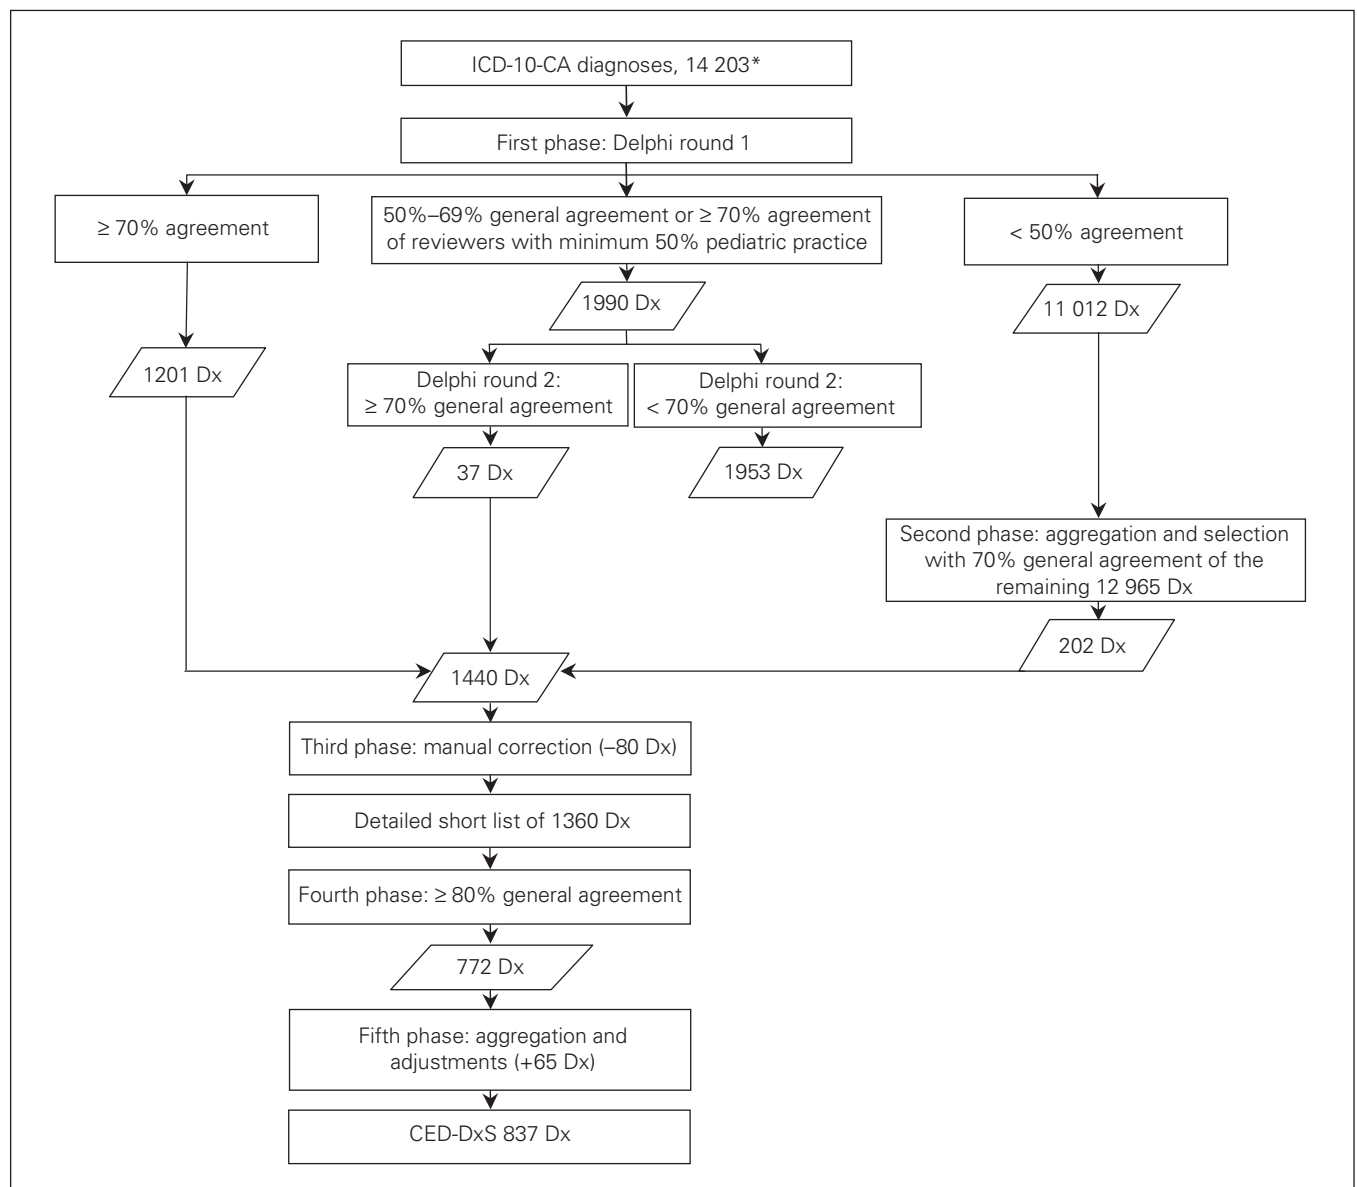 ICD-10-CA diagnoses, 14 203*
First phase: Delphi round 1
≥ 70% agreement
50%–69% general agreement or ≥ 70% agreement
of reviewers with minimum 50% pediatric practice
< 50% agreement
1990 Dx
11 012 Dx
1201 Dx
Delphi round 2:
≥ 70% general agreement
Delphi round 2:
< 70% general agreement
37 Dx
1953 Dx
Second phase: aggregation and selection
with 70% general agreement of the
remaining 12 965 Dx
202 Dx
1440 Dx
Third phase: manual correction (–80 Dx)
Detailed short list of 1360 Dx
Fourth phase: ≥ 80% general agreement
772 Dx
Fifth phase: aggregation and
adjustments (+65 Dx)
CED-DxS 837 Dx